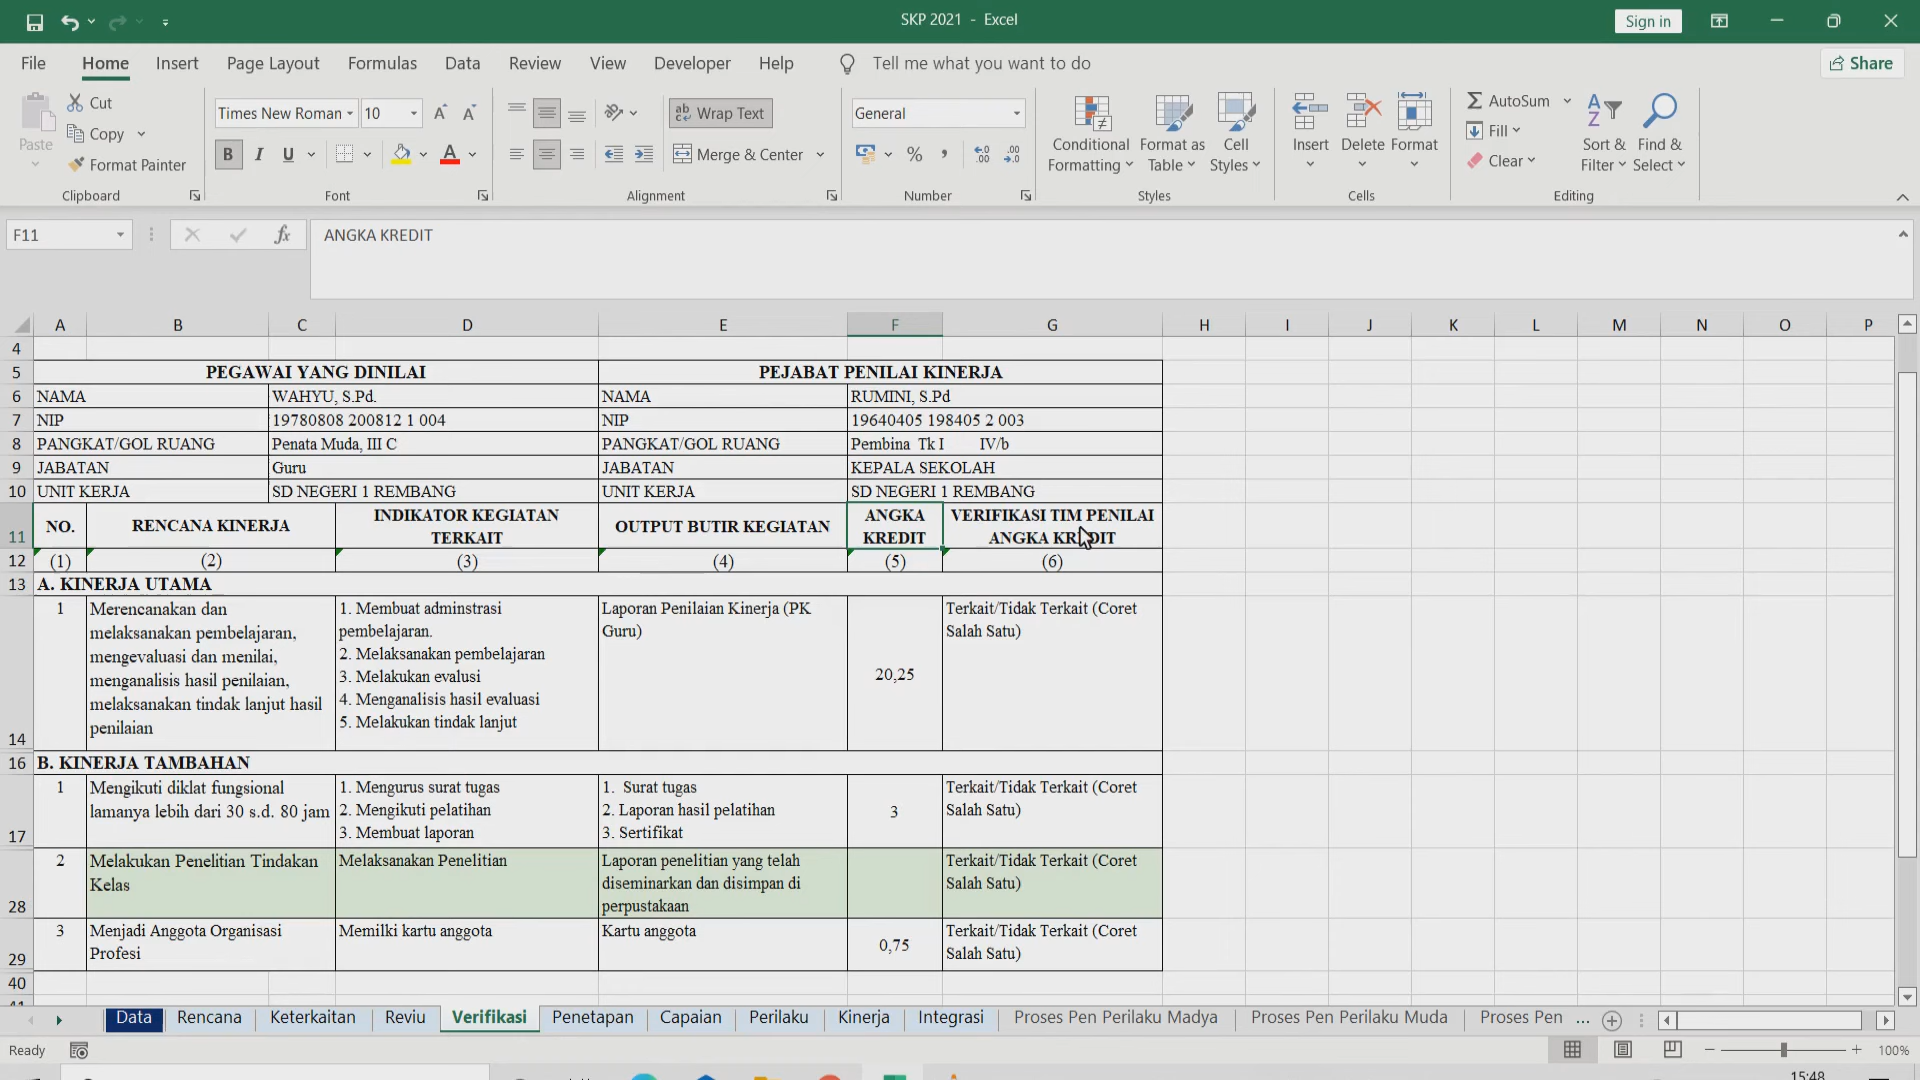 SKP 2021 - Excel
Sign in
File Home Insert Page Layout Formulas Data Review View Developer Help Tell me what you want to do Share
Paste
Cut
Copy
Format Painter
Clipboard
Times New Roman 10
B I U
Font
Wrap Text
Merge & Center
Alignment
General
Number
Conditional Formatting
Format as Table
Cell Styles
Styles
Insert Delete Format
Cells
AutoSum
Fill
Clear
Sort & Filter
Find & Select
Editing
F11 fx ANGKA KREDIT
A B C D E F G H I J K L M N O P
4
5 PEGAWAI YANG DINILAI PEJABAT PENILAI KINERJA
6 NAMA WAHYU, S.Pd. NAMA RUMINI, S.Pd
7 NIP 19780808 200812 1 004 NIP 19640405 198405 2 003
8 PANGKAT/GOL RUANG Penata Muda, III C PANGKAT/GOL RUANG Pembina Tk I IV/b
9 JABATAN Guru JABATAN KEPALA SEKOLAH
10 UNIT KERJA SD NEGERI 1 REMBANG UNIT KERJA SD NEGERI 1 REMBANG
11 NO. RENCANA KINERJA
INDIKATOR KEGIATAN
TERKAIT
OUTPUT BUTIR KEGIATAN
ANGKA
KREDIT
VERIFIKASI TIM PENILAI
ANGKA KREDIT
12 (1) (2) (3) (4) (5) (6)
13 A. KINERJA UTAMA
14
1
Merencanakan dan
melaksanakan pembelajaran,
mengevaluasi dan menilai,
menganalisis hasil penilaian,
melaksanakan tindak lanjut hasil
penilaian
1. Membuat adminstrasi
pembelajaran.
2. Melaksanakan pembelajaran
3. Melakukan evalusi
4. Menganalisis hasil evaluasi
5. Melakukan tindak lanjut
Laporan Penilaian Kinerja (PK
Guru)
20,25
Terkait/Tidak Terkait (Coret
Salah Satu)
16 B. KINERJA TAMBAHAN
17
1
Mengikuti diklat fungsional
lamanya lebih dari 30 s.d. 80 jam
1. Mengurus surat tugas
2. Mengikuti pelatihan
3. Membuat laporan
1. Surat tugas
2. Laporan hasil pelatihan
3. Sertifikat
3
Terkait/Tidak Terkait (Coret
Salah Satu)
28
2
Melakukan Penelitian Tindakan
Kelas
Melaksanakan Penelitian
Laporan penelitian yang telah
diseminarkan dan disimpan di
perpustakaan
Terkait/Tidak Terkait (Coret
Salah Satu)
29
3
Menjadi Anggota Organisasi
Profesi
Memilki kartu anggota
Kartu anggota
0,75
Terkait/Tidak Terkait (Coret
Salah Satu)
40
Data Rencana Keterkaitan Reviu Verifikasi Penetapan Capaian Perilaku Kinerja Integrasi Proses Pen Perilaku Madya Proses Pen Perilaku Muda Proses Pen ...
Ready 100%
15:48